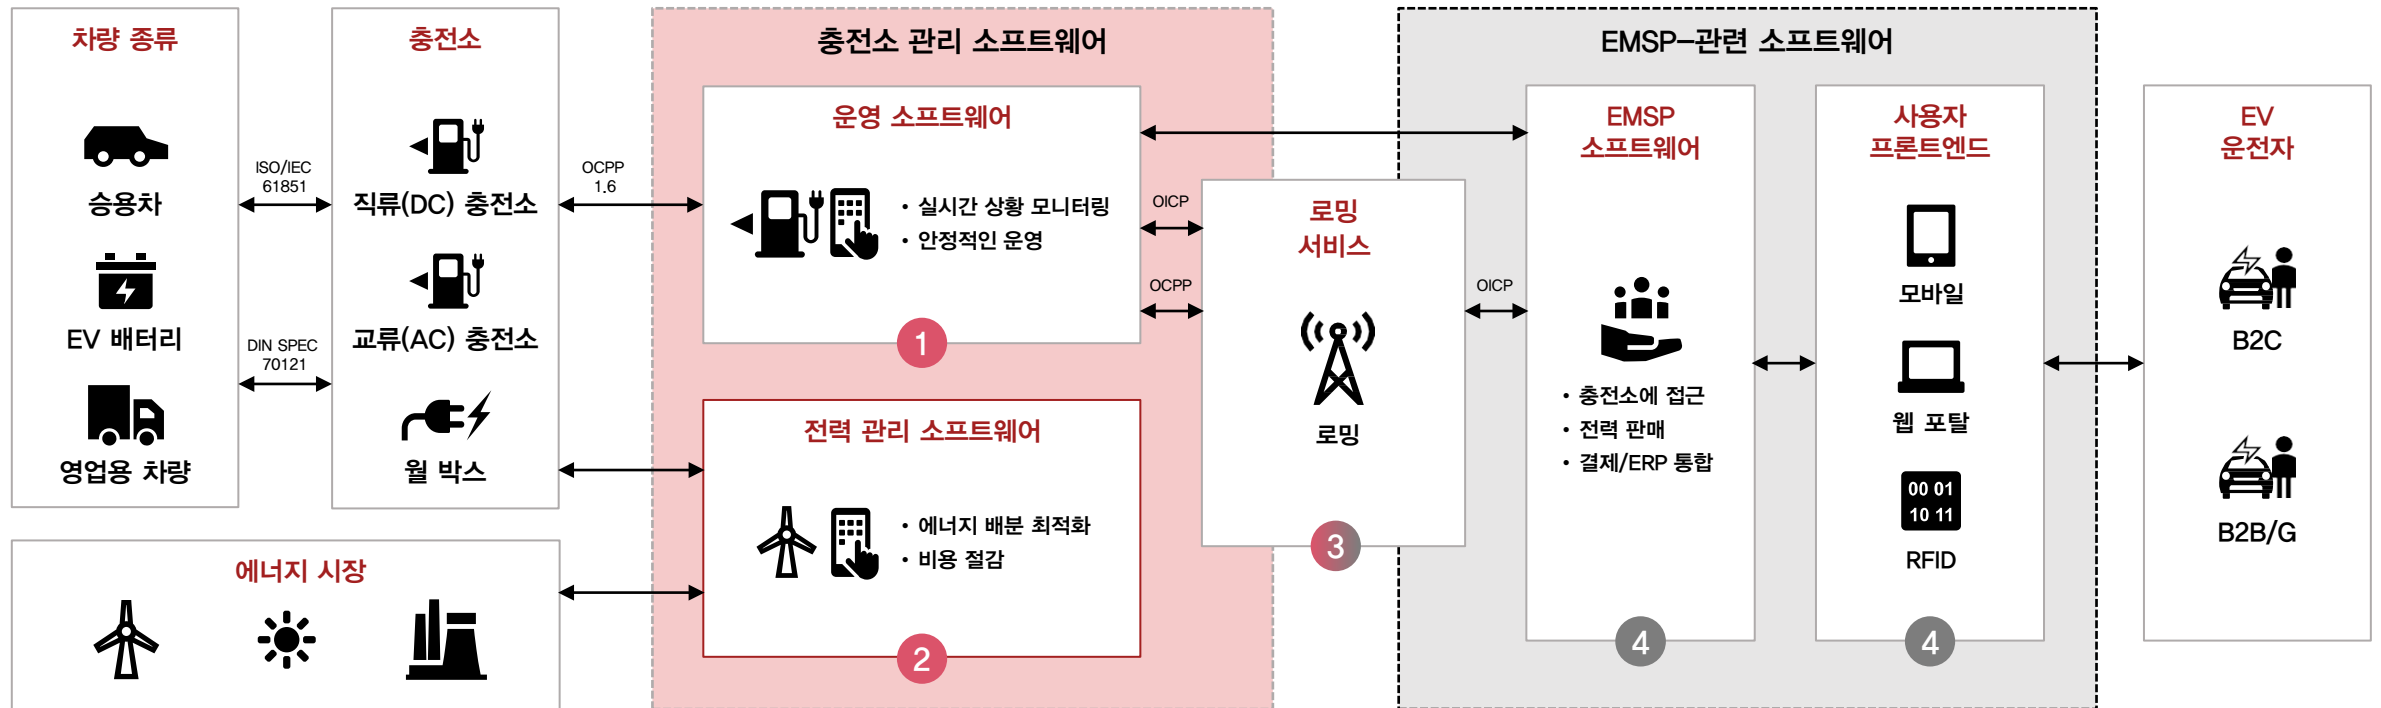 차량 종류
승용차
EV 배터리
영업용 차량
ISO/IEC
61851
DIN SPEC
70121
충전소
직류(DC) 충전소
교류(AC) 충전소
월 박스
에너지 시장
OCPP
1.6
충전소 관리 소프트웨어
운영 소프트웨어
• 실시간 상황 모니터링
• 안정적인 운영
1
전력 관리 소프트웨어
• 에너지 배분 최적화
• 비용 절감
2
OICP
OCPP
로밍
서비스
로밍
3
OICP
EMSP–관련 소프트웨어
EMSP
소프트웨어
• 충전소에 접근
• 전력 판매
• 결제/ERP 통합
4
사용자
프론트엔드
모바일
웹 포탈
00 01
10 11
RFID
4
EV
운전자
B2C
B2B/G